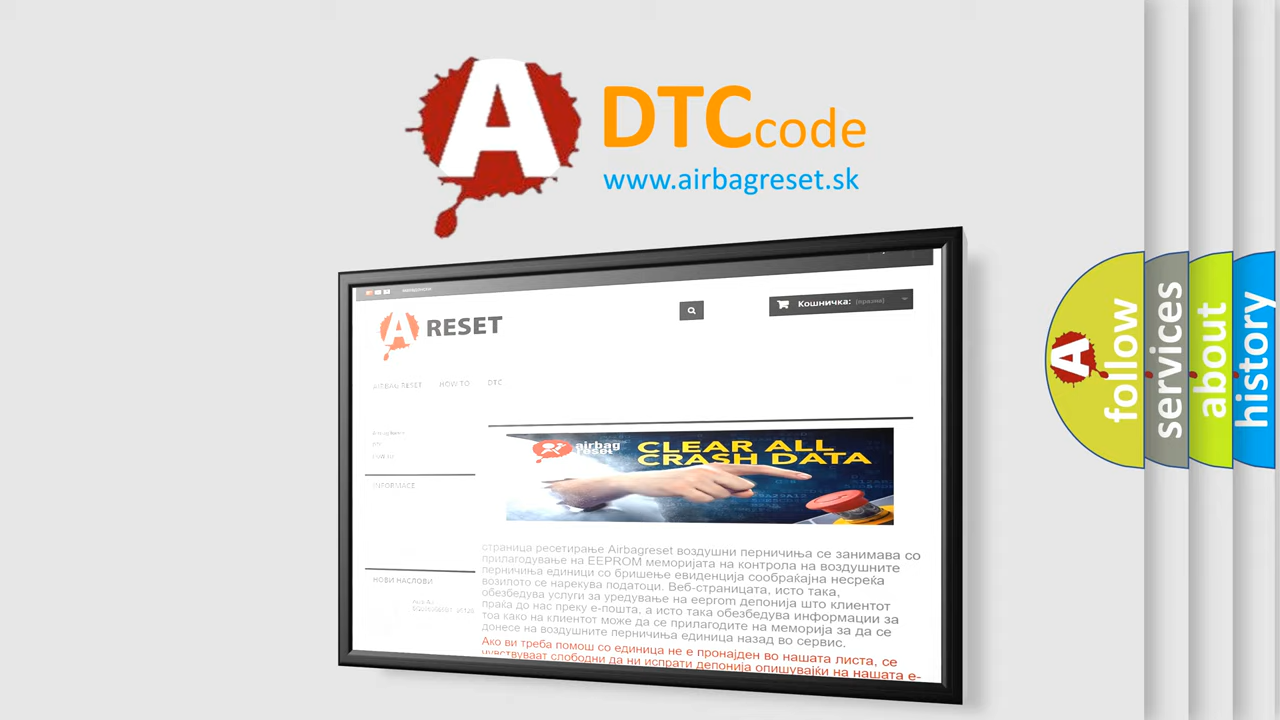 A
DTCcode
www.airbagreset.sk
Кошничка: (празни)
A RESET
AIRBAG RESET HOW TO DTC
airbag reset
CLEAR ALL
CRASH DATA
INFORMACE
страница ресетирање Airbagreset воздушни перничиња се занимава со
прилагодување на EEPROM меморијата на контрола на воздушните
перничиња единици со бришење евиденција сообраќајна несреќа
возилото се нарекува податоци. Веб-страницата, исто така,
обезбедува услуги за уредување на eeprom депонија што клиентот
праќа до нас преку е-пошта, а исто така обезбедува информации за
тоа како на клиентот може да се прилагодите на меморија за да се
донесе на воздушните перничиња единица назад во сервис.
НОВИ НАСЛОВИ
Ако ви треба помош со единица не е пронајден во нашата листа, се
чувствуваат слободни да ни испрати депонија опишувајќи на нашата е-
A
follow
services
about
history